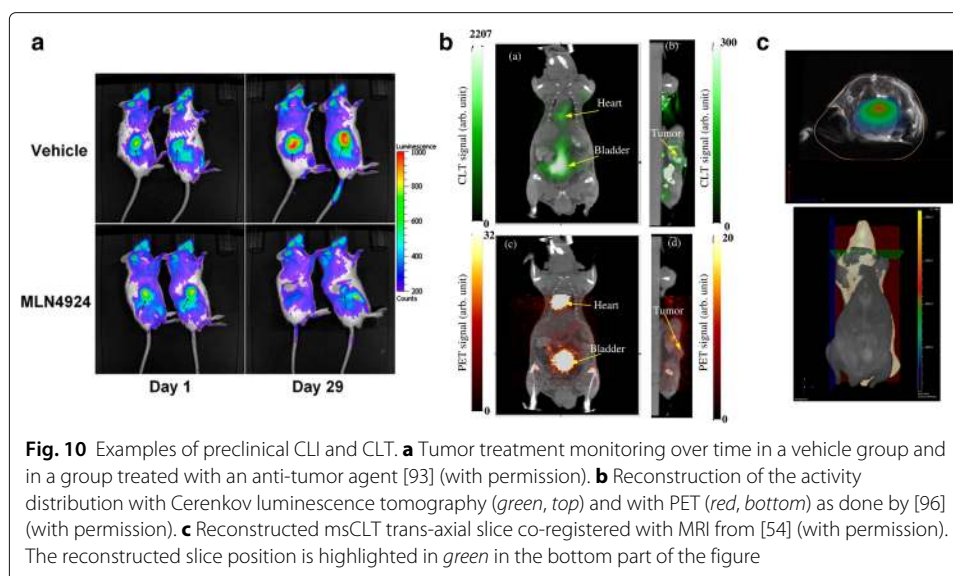 a
Vehicle
MLN4924
Day 1
Day 29
Luminescence
1000
800
600
400
200
Counts
b
2207
CLT signal (arb. unit)
0
(a)
Heart
Bladder
(b)
Tumor
300
CLT signal (arb. unit)
0
32
PET signal (arb. unit)
0
(c)
Heart
Bladder
(d)
Tumor
20
PET signal (arb. unit)
0
c
Fig. 10 Examples of preclinical CLI and CLT. a Tumor treatment monitoring over time in a vehicle group and
in a group treated with an anti-tumor agent [93] (with permission). b Reconstruction of the activity
distribution with Cerenkov luminescence tomography (green, top) and with PET (red, bottom) as done by [96]
(with permission). c Reconstructed msCLT trans-axial slice co-registered with MRI from [54] (with permission).
The reconstructed slice position is highlighted in green in the bottom part of the figure